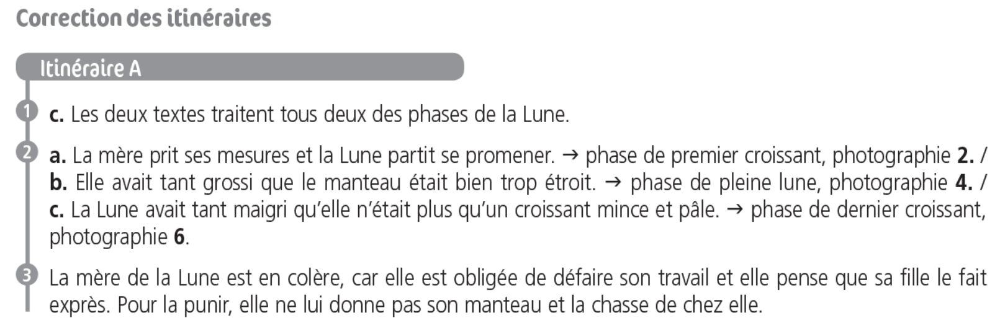 Correction des itinéraires
Itinéraire A
1 c. Les deux textes traitent tous deux des phases de la Lune.
2 a. La mère prit ses mesures et la Lune partit se promener. → phase de premier croissant, photographie 2. /
b. Elle avait tant grossi que le manteau était bien trop étroit. → phase de pleine lune, photographie 4. /
c. La Lune avait tant maigri qu’elle n’était plus qu’un croissant mince et pâle. → phase de dernier croissant,
photographie 6.
3 La mère de la Lune est en colère, car elle est obligée de défaire son travail et elle pense que sa fille le fait
exprès. Pour la punir, elle ne lui donne pas son manteau et la chasse de chez elle.